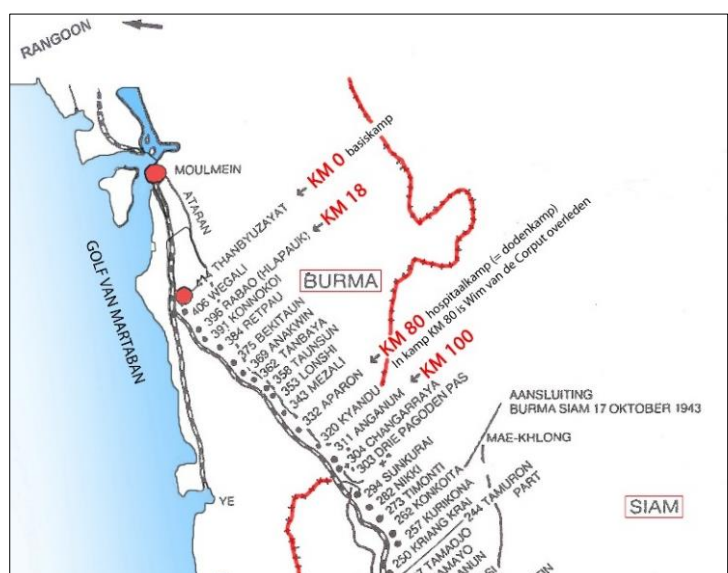 RANGOON
MOULMEIN
ATARAN
GOLF VAN MARTABAN
YE
BURMA
SIAM
KM 0 basiskamp
KM 18
KM 80 hospitaalkamp (= dodenkamp)
In kamp KM 80 is Wim van de Corput overleden
KM 100
414 THANBYUZAYAT
406 WEGALI
396 RABAO (HLAPAUK)
391 KONNOKOI
384 RETPAU
375 BEKITAUN
369 ANAKWIN
362 TANBAYA
358 TAUNSUN
353 LONSHI
343 MEZALI
332 APARON
320 KYANDU
311 ANGANUM
304 CHANGARRAYA
303 DRIE PAGODEN PAS
294 SUNKURAI
282 NIKKI
273 TIMONTI
262 KONKOITA
257 KURIKONA
250 KRIANG KRAI
244 TAMURON
PART
AANSLUITING
BURMA SIAM 17 OKTOBER 1943
MAE-KHLONG
TAMADJO